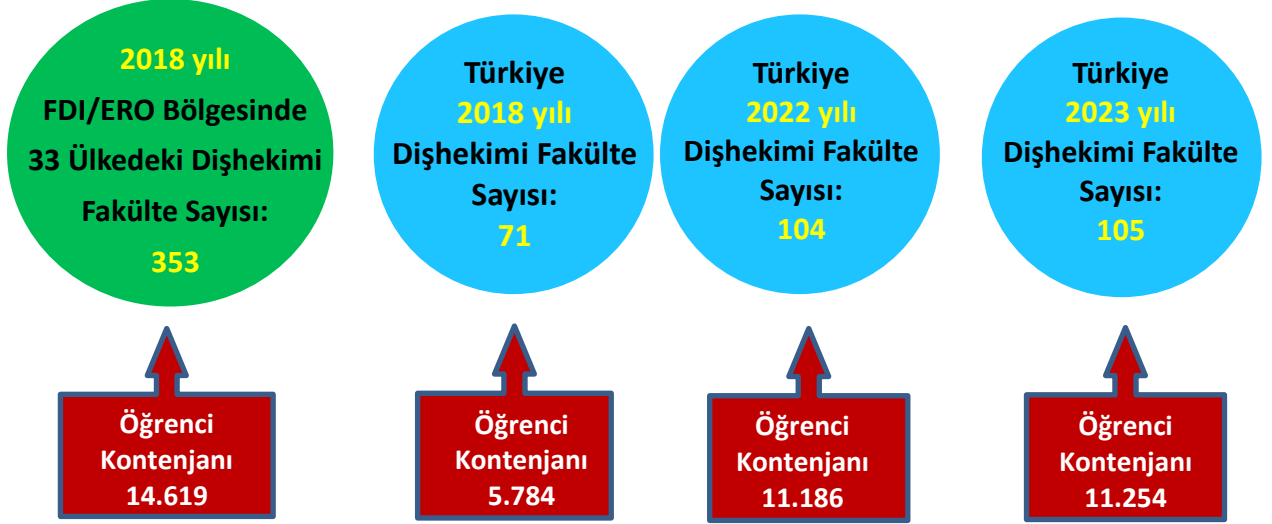 2018 yılı
FDI/ERO Bölgesinde
33 Ülkedeki Dişhekimi
Fakülte Sayısı:
353
Öğrenci
Kontenjanı
14.619
Türkiye
2018 yılı
Dişhekimi Fakülte
Sayısı:
71
Öğrenci
Kontenjanı
5.784
Türkiye
2022 yılı
Dişhekimi Fakülte
Sayısı:
104
Öğrenci
Kontenjanı
11.186
Türkiye
2023 yılı
Dişhekimi Fakülte
Sayısı:
105
Öğrenci
Kontenjanı
11.254